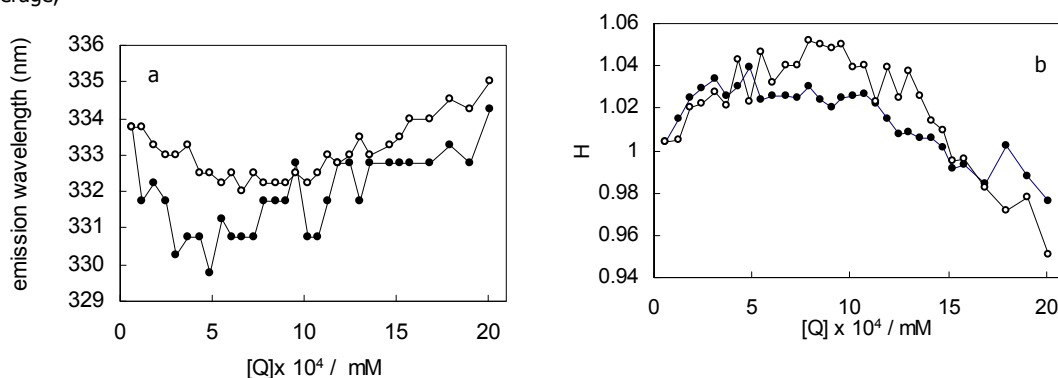 emission wavelength (nm)
336
335
334
333
332
331
330
329
a
0 5 10 15 20
[Q]x 10⁴ / mM
H
1.06
1.04
1.02
1
0.98
0.96
0.94
b
0 5 10 15 20
[Q] x 10⁴ / mM